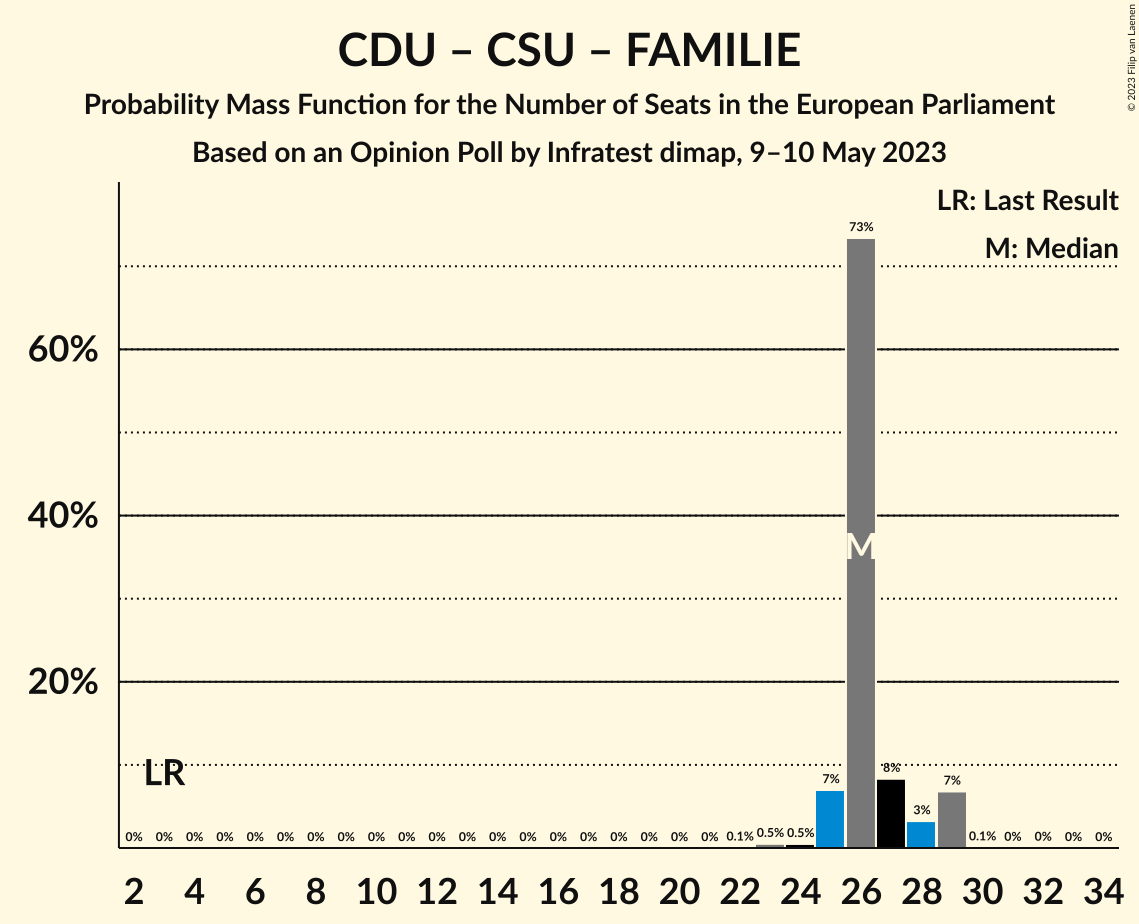 CDU – CSU – FAMILIE
Probability Mass Function for the Number of Seats in the European Parliament
Based on an Opinion Poll by Infratest dimap, 9–10 May 2023
© 2023 Filip van Laenen
LR: Last Result
M: Median
73%
60%
40%
M
20%
LR
7% 8% 3% 7%
0% 0% 0% 0% 0% 0% 0% 0% 0% 0% 0% 0% 0% 0% 0% 0% 0% 0% 0% 0% 0.1% 0.5% 0.5% 0.1% 0% 0% 0% 0%
2 4 6 8 10 12 14 16 18 20 22 24 26 28 30 32 34